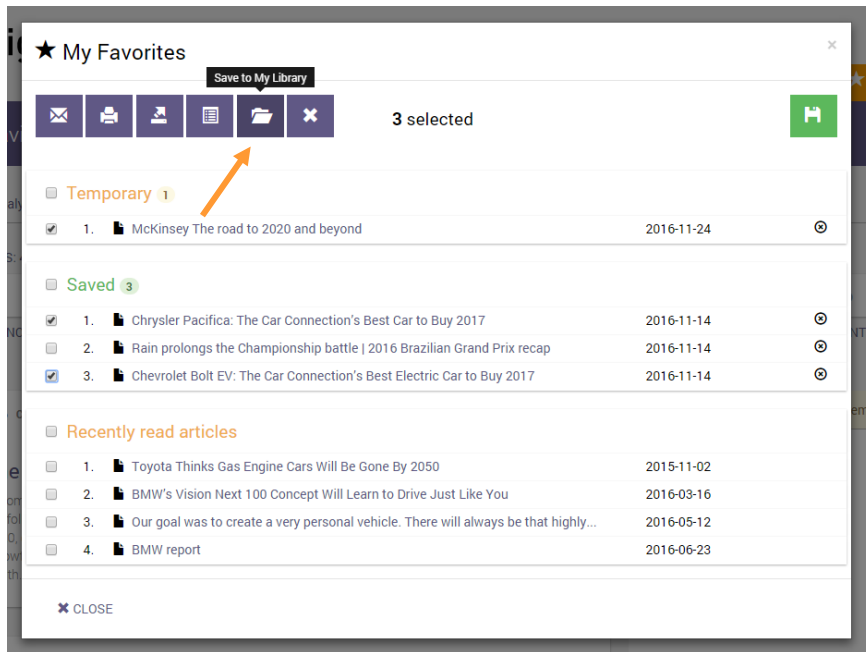 My Favorites
Save to My Library
3 selected
Temporary 1
1. McKinsey The road to 2020 and beyond 2016-11-24
Saved 3
1. Chrysler Pacifica: The Car Connection's Best Car to Buy 2017 2016-11-14
2. Rain prolongs the Championship battle | 2016 Brazilian Grand Prix recap 2016-11-14
3. Chevrolet Bolt EV: The Car Connection's Best Electric Car to Buy 2017 2016-11-14
Recently read articles
1. Toyota Thinks Gas Engine Cars Will Be Gone By 2050 2015-11-02
2. BMW's Vision Next 100 Concept Will Learn to Drive Just Like You 2016-03-16
3. Our goal was to create a very personal vehicle. There will always be that highly... 2016-05-12
4. BMW report 2016-06-23
CLOSE